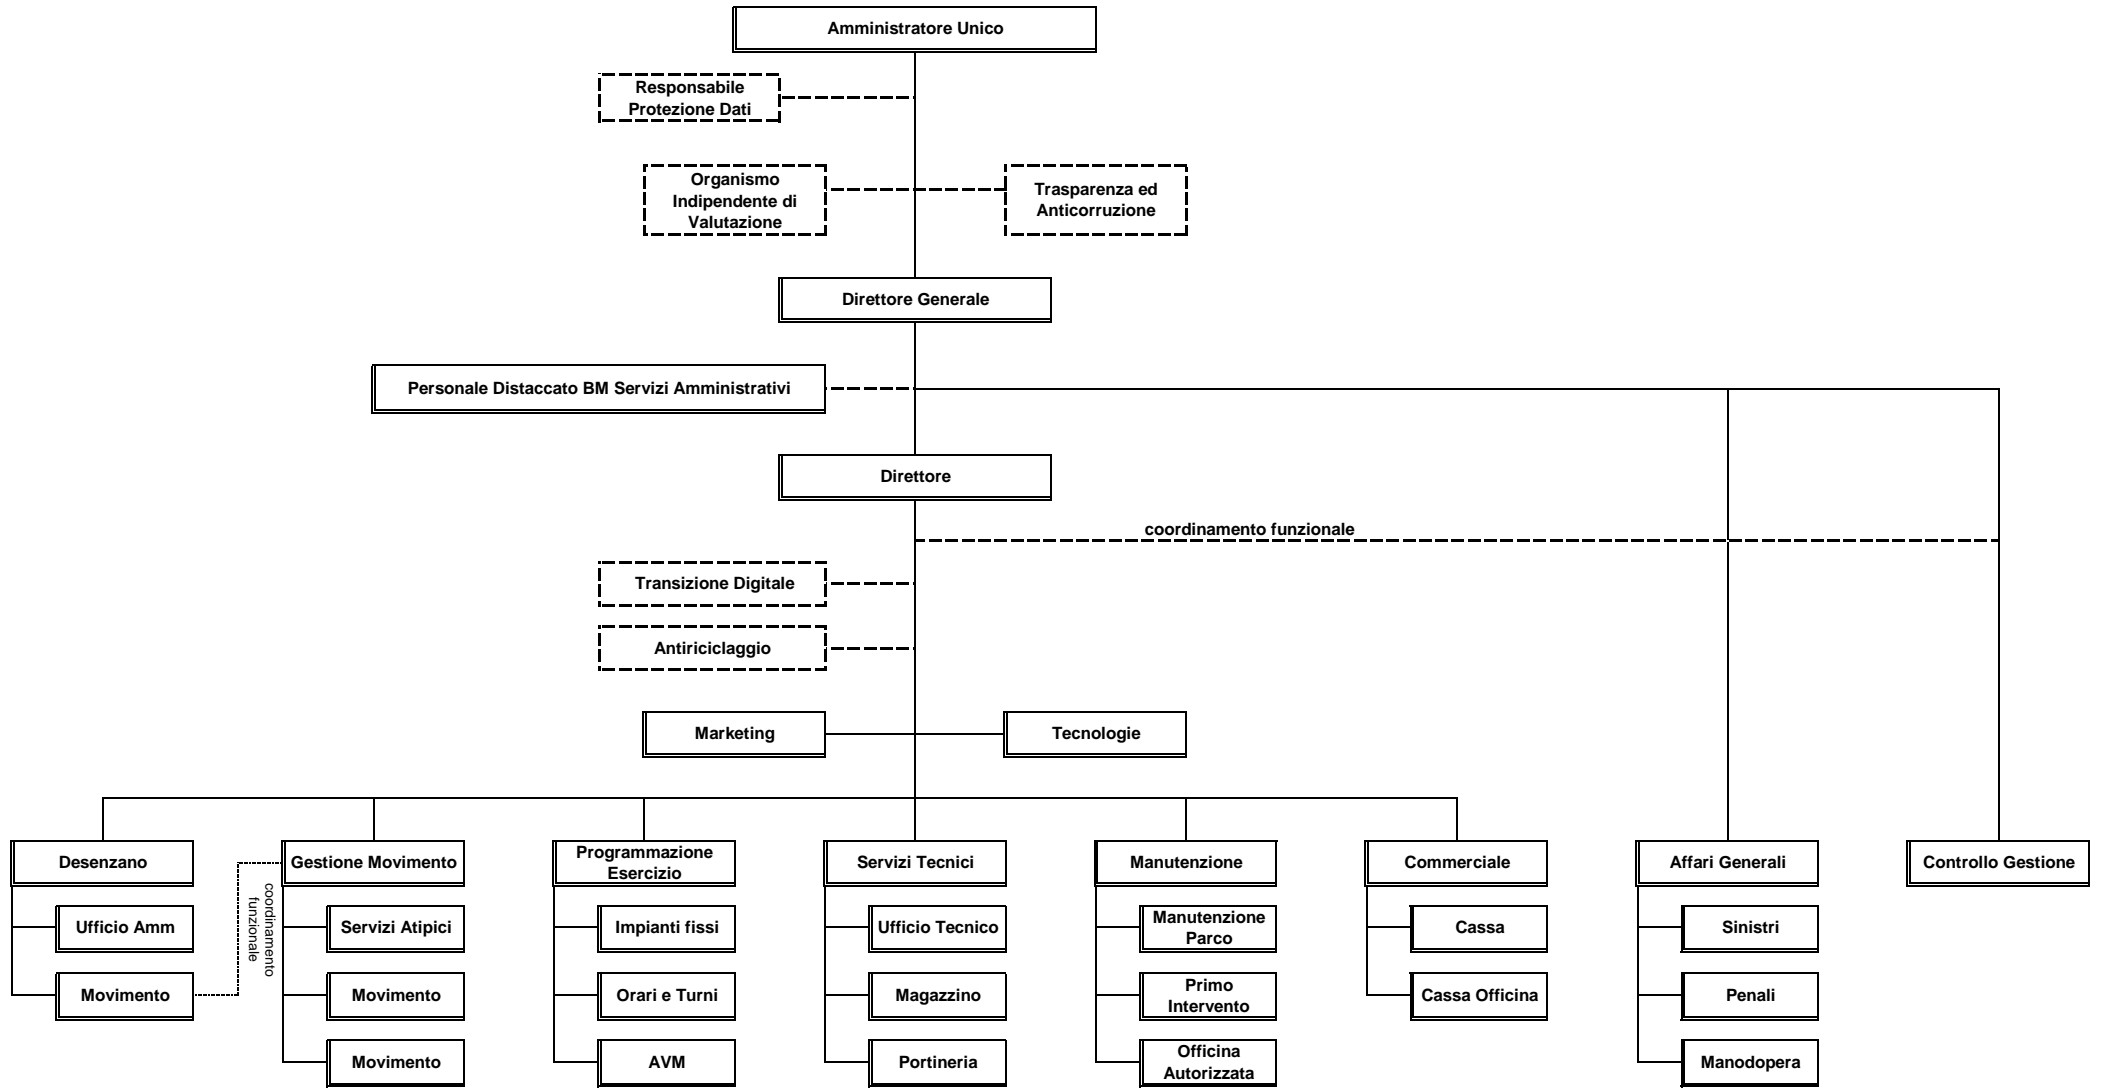 Amministratore Unico
Responsabile
Protezione Dati
Organismo
Indipendente di
Valutazione
Trasparenza ed
Anticorruzione
Direttore Generale
Personale Distaccato BM Servizi Amministrativi
Direttore
coordinamento funzionale
Transizione Digitale
Antiriciclaggio
Marketing
Tecnologie
Desenzano
Gestione Movimento
Programmazione
Esercizio
Servizi Tecnici
Manutenzione
Commerciale
Affari Generali
Controllo Gestione
coordinamento
funzionale
Ufficio Amm
Servizi Atipici
Impianti fissi
Ufficio Tecnico
Manutenzione
Parco
Cassa
Sinistri
Movimento
Movimento
Orari e Turni
Magazzino
Primo
Intervento
Cassa Officina
Penali
Movimento
AVM
Portineria
Officina
Autorizzata
Manodopera